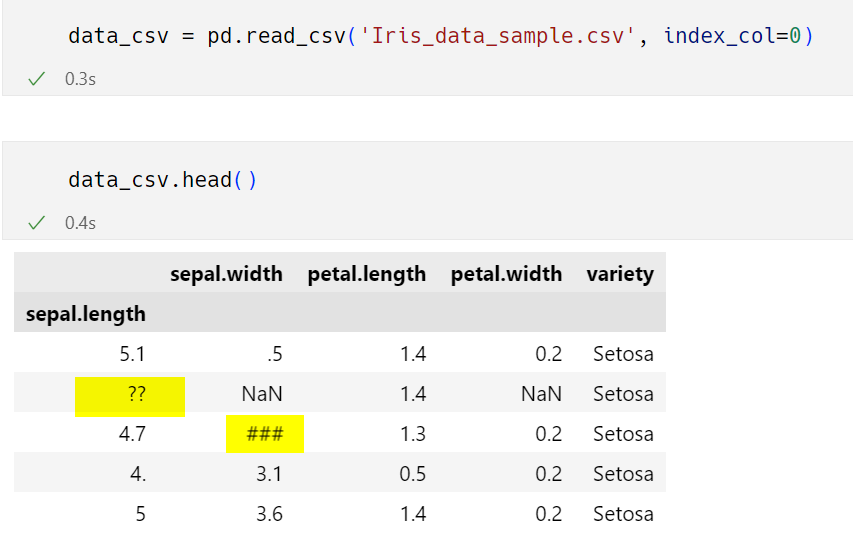 data_csv = pd.read_csv('Iris_data_sample.csv', index_col=0)
0.3s
data_csv.head()
0.4s
sepal.width petal.length petal.width variety
sepal.length
5.1 .5 1.4 0.2 Setosa
?? NaN 1.4 NaN Setosa
4.7 ### 1.3 0.2 Setosa
4. 3.1 0.5 0.2 Setosa
5 3.6 1.4 0.2 Setosa